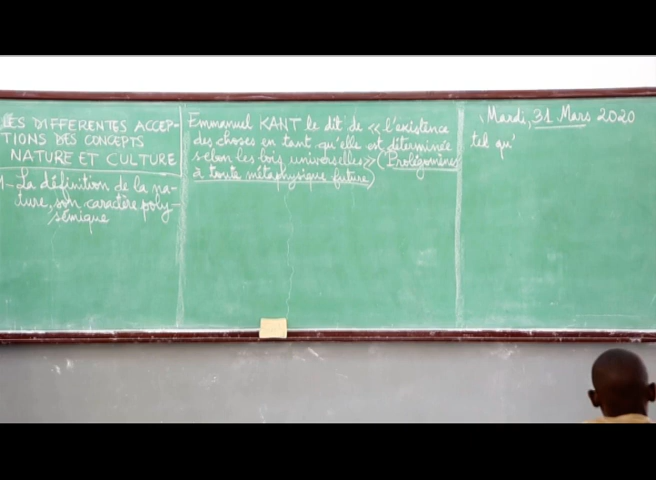 LES DIFFERENTES ACCEP-
TIONS DES CONCEPTS
NATURE ET CULTURE
1- La définition de la na-
ture, son caractère poly-
sémique
Emmanuel KANT le dit de « l'existence
des choses en tant qu'elle est déterminée
selon les lois universelles » (Prolégomènes
à toute métaphysique future)
Mardi, 31 Mars 2020
tel qu'